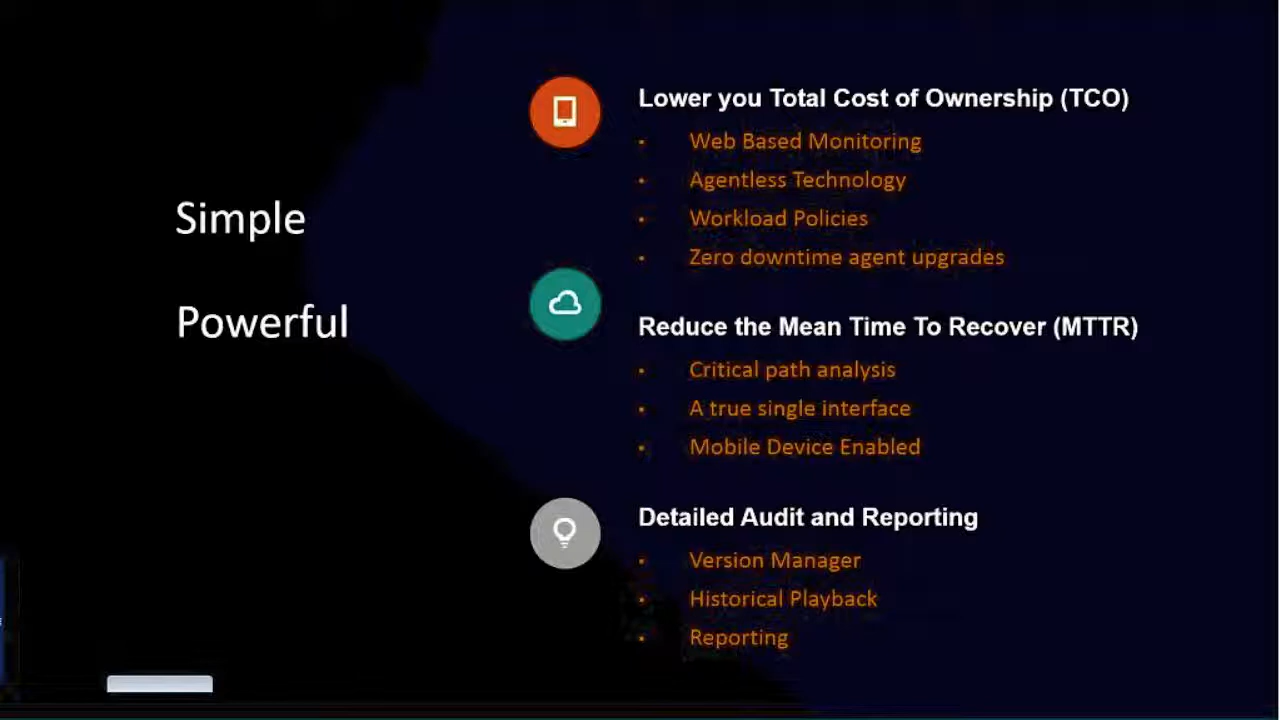 Simple
Powerful
Lower you Total Cost of Ownership (TCO)
• Web Based Monitoring
• Agentless Technology
• Workload Policies
• Zero downtime agent upgrades
Reduce the Mean Time To Recover (MTTR)
• Critical path analysis
• A true single interface
• Mobile Device Enabled
Detailed Audit and Reporting
• Version Manager
• Historical Playback
• Reporting